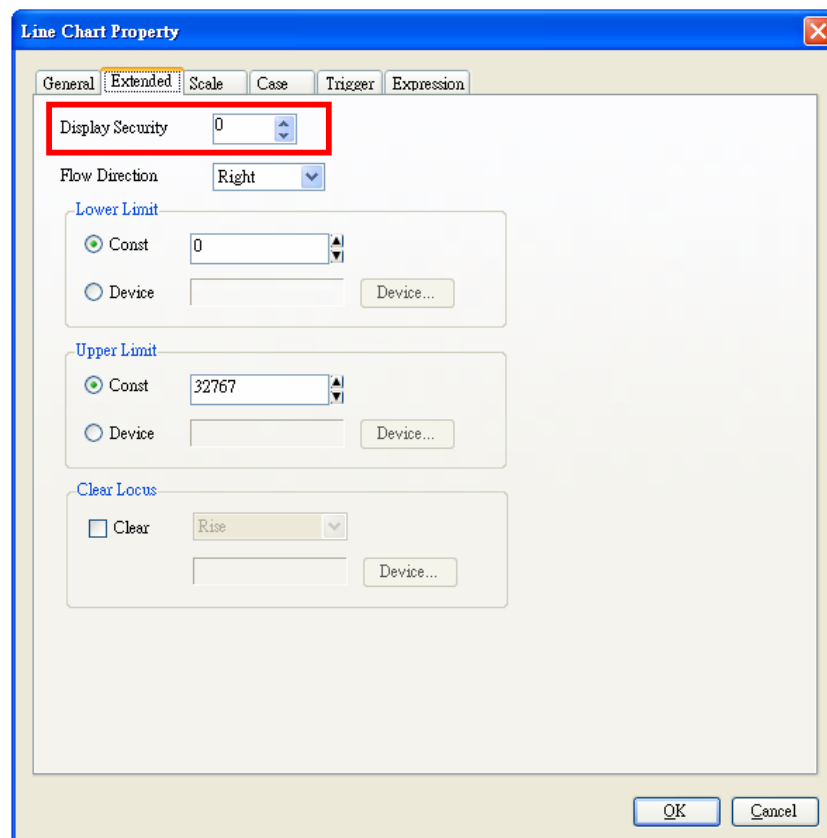 Line Chart Property
General Extended Scale Case Trigger Expression
Display Security 0
Flow Direction Right
Lower Limit
Const 0
Device Device...
Upper Limit
Const 32767
Device Device...
Clear Locus
Clear Rise
Device...
OK Cancel